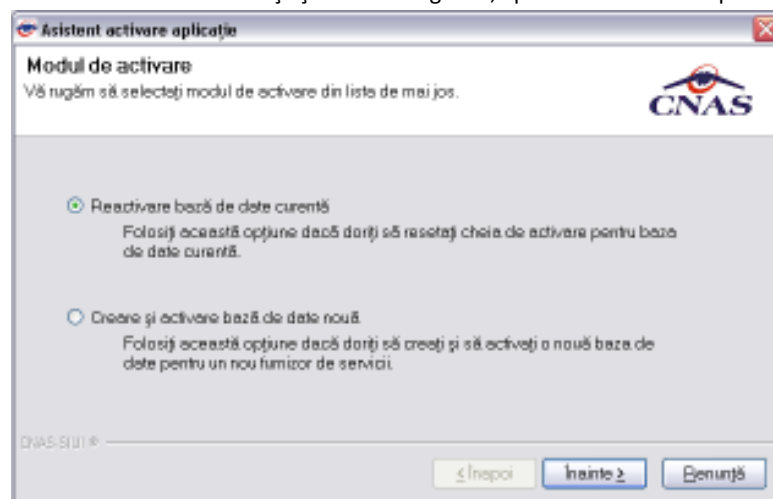 Asistent activare aplicație
Modul de activare
Vă rugăm să selectați modul de activare din lista de mai jos.
CNAS
Reactivare bază de date curentă
Folosiți această opțiune dacă doriți să resetați cheia de activare pentru baza
de date curentă.
Creare și activare bază de date nouă
Folosiți această opțiune dacă doriți să creați și să activați o nouă baza de
date pentru un nou furnizor de servicii.
CNAS-SIUI ®
< Înapoi
Înainte >
Renunță